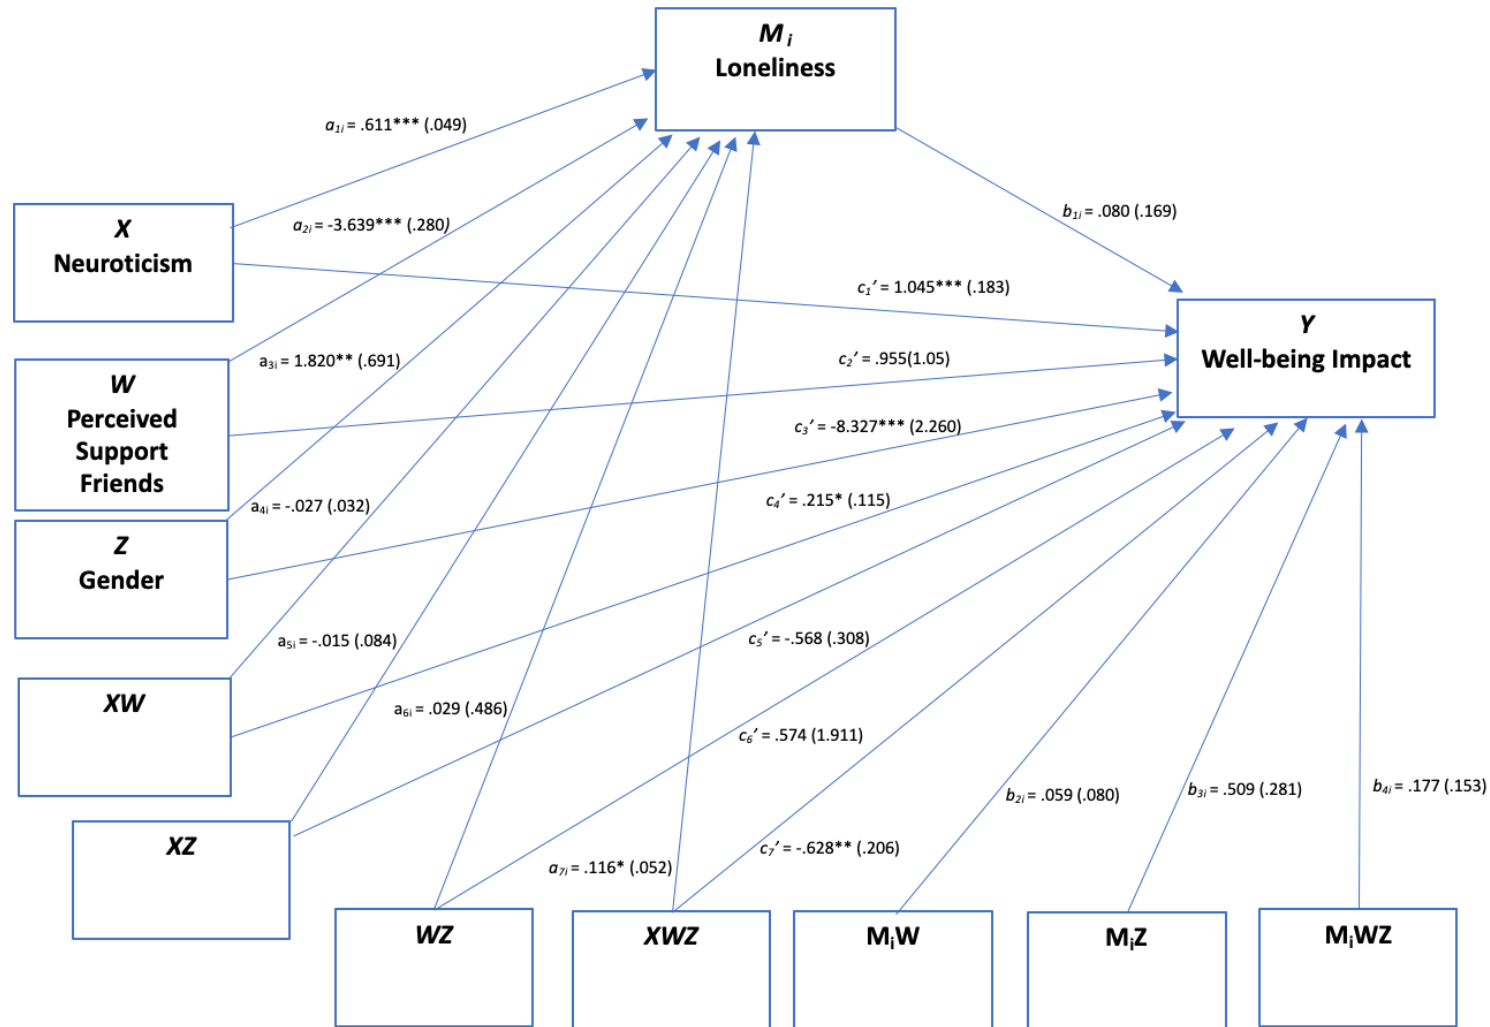 M i
Loneliness
a1i = .611*** (.049)
b1i = .080 (.169)
a2i = -3.639*** (.280)
X
Neuroticism
c1′ = 1.045*** (.183)
Y
Well-being Impact
a3i = 1.820** (.691)
c2′ = .955(1.05)
W
Perceived
Support
Friends
c3′ = -8.327*** (2.260)
a4i = -.027 (.032)
c4′ = .215* (.115)
Z
Gender
a5i = -.015 (.084)
c5′ = -.568 (.308)
XW
a6i = .029 (.486)
c6′ = .574 (1.911)
b2i = .059 (.080)
b3i = .509 (.281)
b4i = .177 (.153)
XZ
a7i = .116* (.052)
c7′ = -.628** (.206)
WZ
XWZ
MiW
MiZ
MiWZ